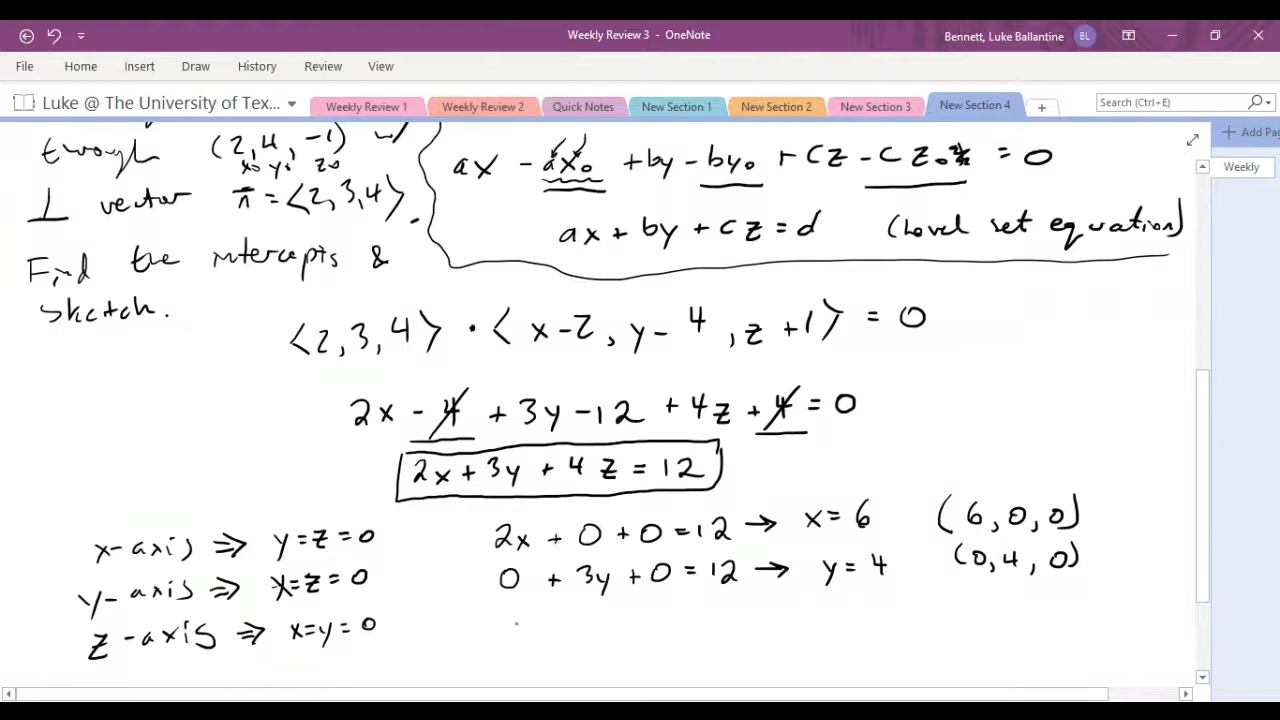 Weekly Review 3 - OneNote
Bennett, Luke Ballantine
BL
File Home Insert Draw History Research Review View
Luke @ The University of Tex...
Weekly Review 1
Weekly Review 2
Quick Notes
New Section 1
New Section 2
New Section 3
New Section 4
Search (Ctrl+E)
Add Pag
Weekly
(2, 4, -1) w/
x₀ y₀ z₀
⊥ vector n = <2,3,4>.
Find the intercepts &
sketch.
ax - ax₀ + by - by₀ + cz - cz₀ = 0
ax + by + cz = d (Level set equation)
<2,3,4> · <x-2, y-4, z+1> = 0
2x - 4 + 3y - 12 + 4z + 4 = 0
2x + 3y + 4z = 12
x-axis ⇒ y=z=0 2x + 0 + 0 = 12 → x = 6 (6, 0, 0)
y-axis ⇒ x=z=0 0 + 3y + 0 = 12 → y = 4 (0, 4, 0)
z-axis ⇒ x=y=0